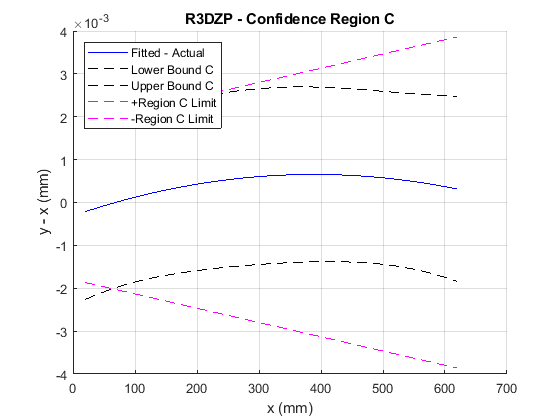 R3DZP - Confidence Region C
×10⁻³
Fitted - Actual
Lower Bound C
Upper Bound C
+Region C Limit
-Region C Limit
4
3
2
1
0
-1
-2
-3
-4
y - x (mm)
0 100 200 300 400 500 600 700
x (mm)